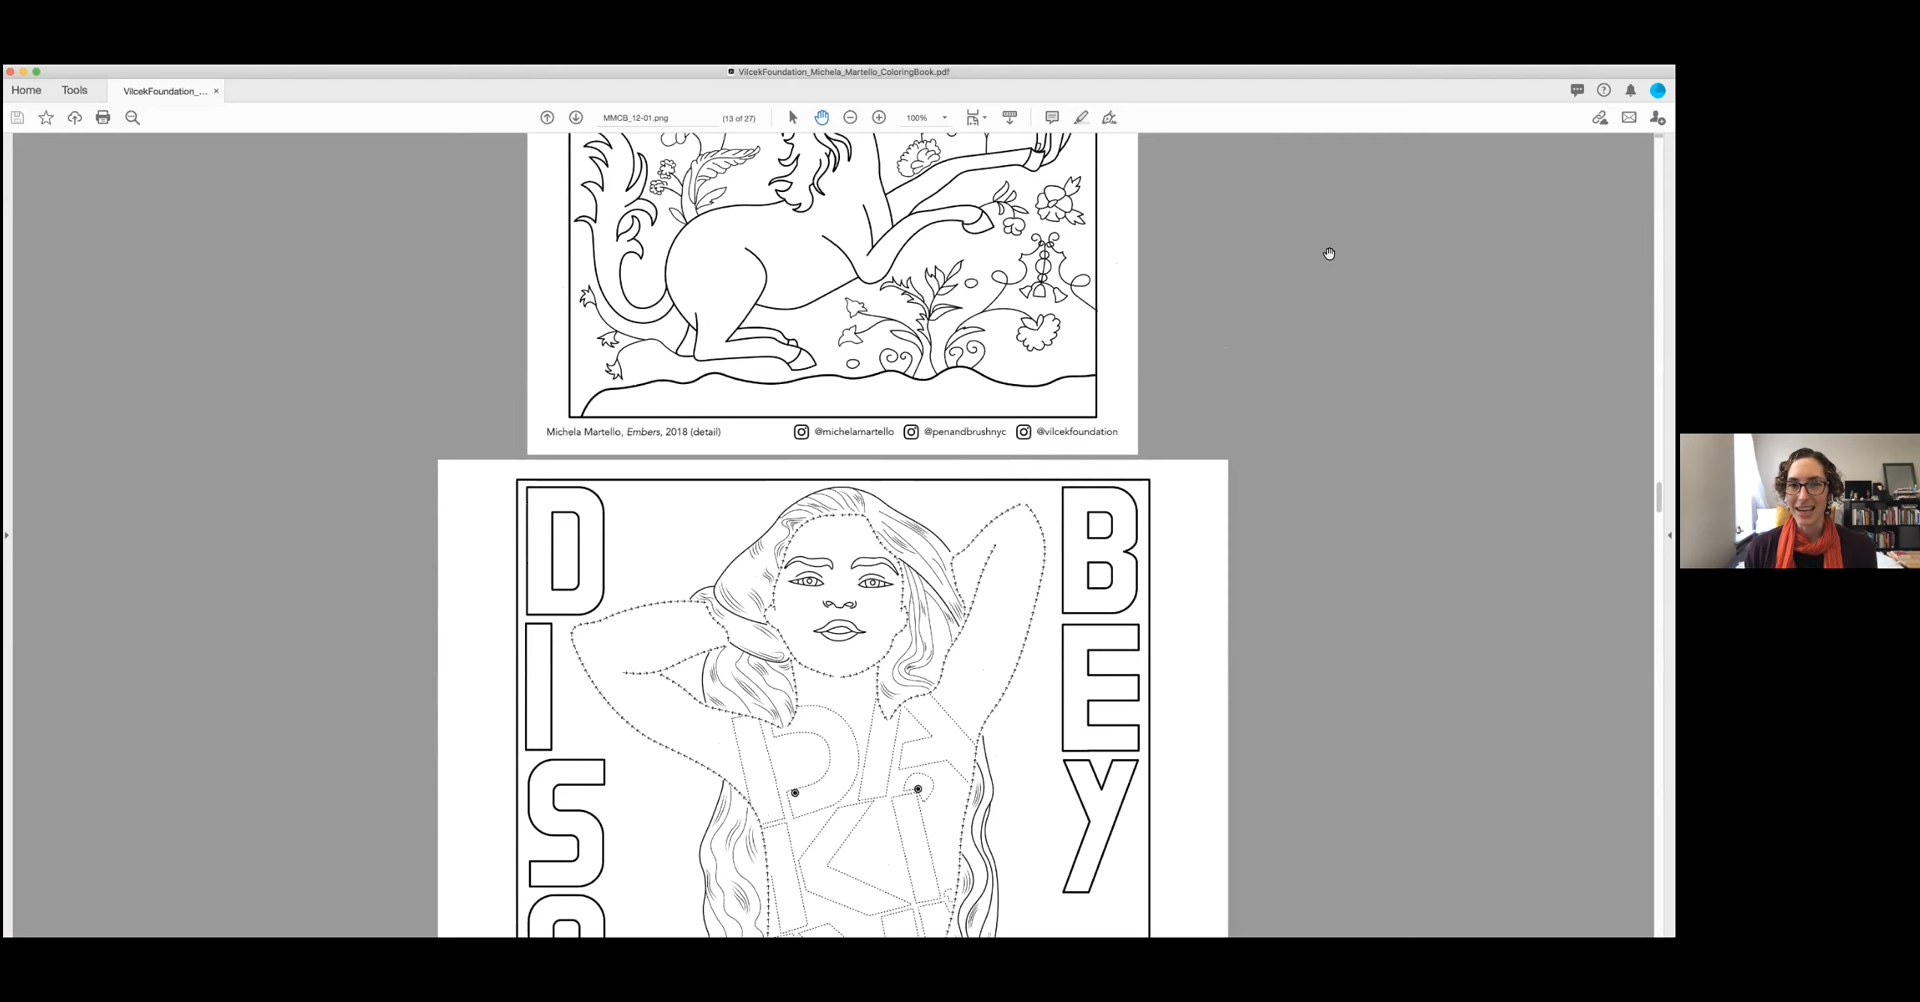 VilcekFoundation_Michela_Martello_ColoringBook.pdf
Home Tools VilcekFoundation_... ×
MMCB_12-01.png (13 of 27) 100%
Michela Martello, Embers, 2018 (detail) @michelamartello @penandbrushnyc @vilcekfoundation
D
I
S
B
E
Y